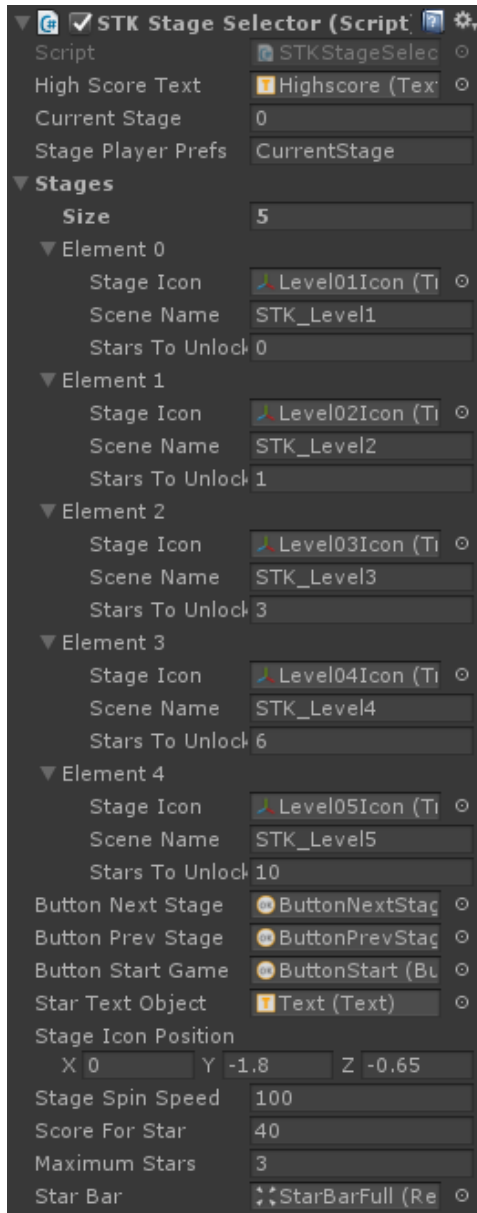 STK Stage Selector (Script
Script STKStageSelec
High Score Text Highscore (Tex
Current Stage 0
Stage Player Prefs CurrentStage
Stages
Size 5
Element 0
Stage Icon Level01Icon (Tr
Scene Name STK_Level1
Stars To Unlock 0
Element 1
Stage Icon Level02Icon (Tr
Scene Name STK_Level2
Stars To Unlock 1
Element 2
Stage Icon Level03Icon (Tr
Scene Name STK_Level3
Stars To Unlock 3
Element 3
Stage Icon Level04Icon (Tr
Scene Name STK_Level4
Stars To Unlock 6
Element 4
Stage Icon Level05Icon (Tr
Scene Name STK_Level5
Stars To Unlock 10
Button Next Stage ButtonNextStag
Button Prev Stage ButtonPrevStag
Button Start Game ButtonStart (Bu
Star Text Object Text (Text)
Stage Icon Position
X 0 Y -1.8 Z -0.65
Stage Spin Speed 100
Score For Star 40
Maximum Stars 3
Star Bar StarBarFull (Re